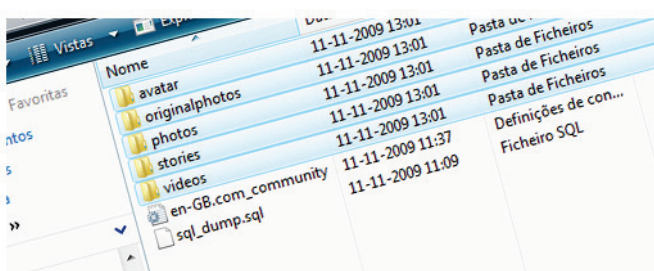 Vistas
Favoritas
Nome
avatar 11-11-2009 13:01 Pasta de
originalphotos 11-11-2009 13:01 Pasta de Ficheiros
photos 11-11-2009 13:01 Pasta de Ficheiros
stories 11-11-2009 13:01 Pasta de Ficheiros
videos 11-11-2009 13:01 Pasta de Ficheiros
en-GB.com_community 11-11-2009 11:37 Definições de con...
sql_dump.sql 11-11-2009 11:09 Ficheiro SQL
ntos
s
a
»